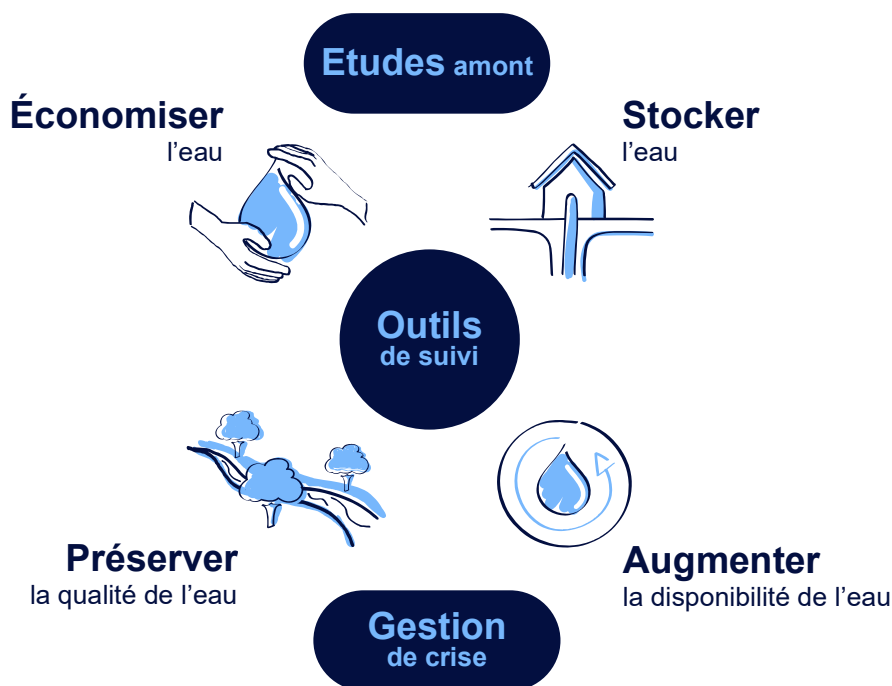 Etudes amont
Économiser
l’eau
Stocker
l’eau
Outils
de suivi
Préserver
la qualité de l’eau
Augmenter
la disponibilité de l’eau
Gestion
de crise